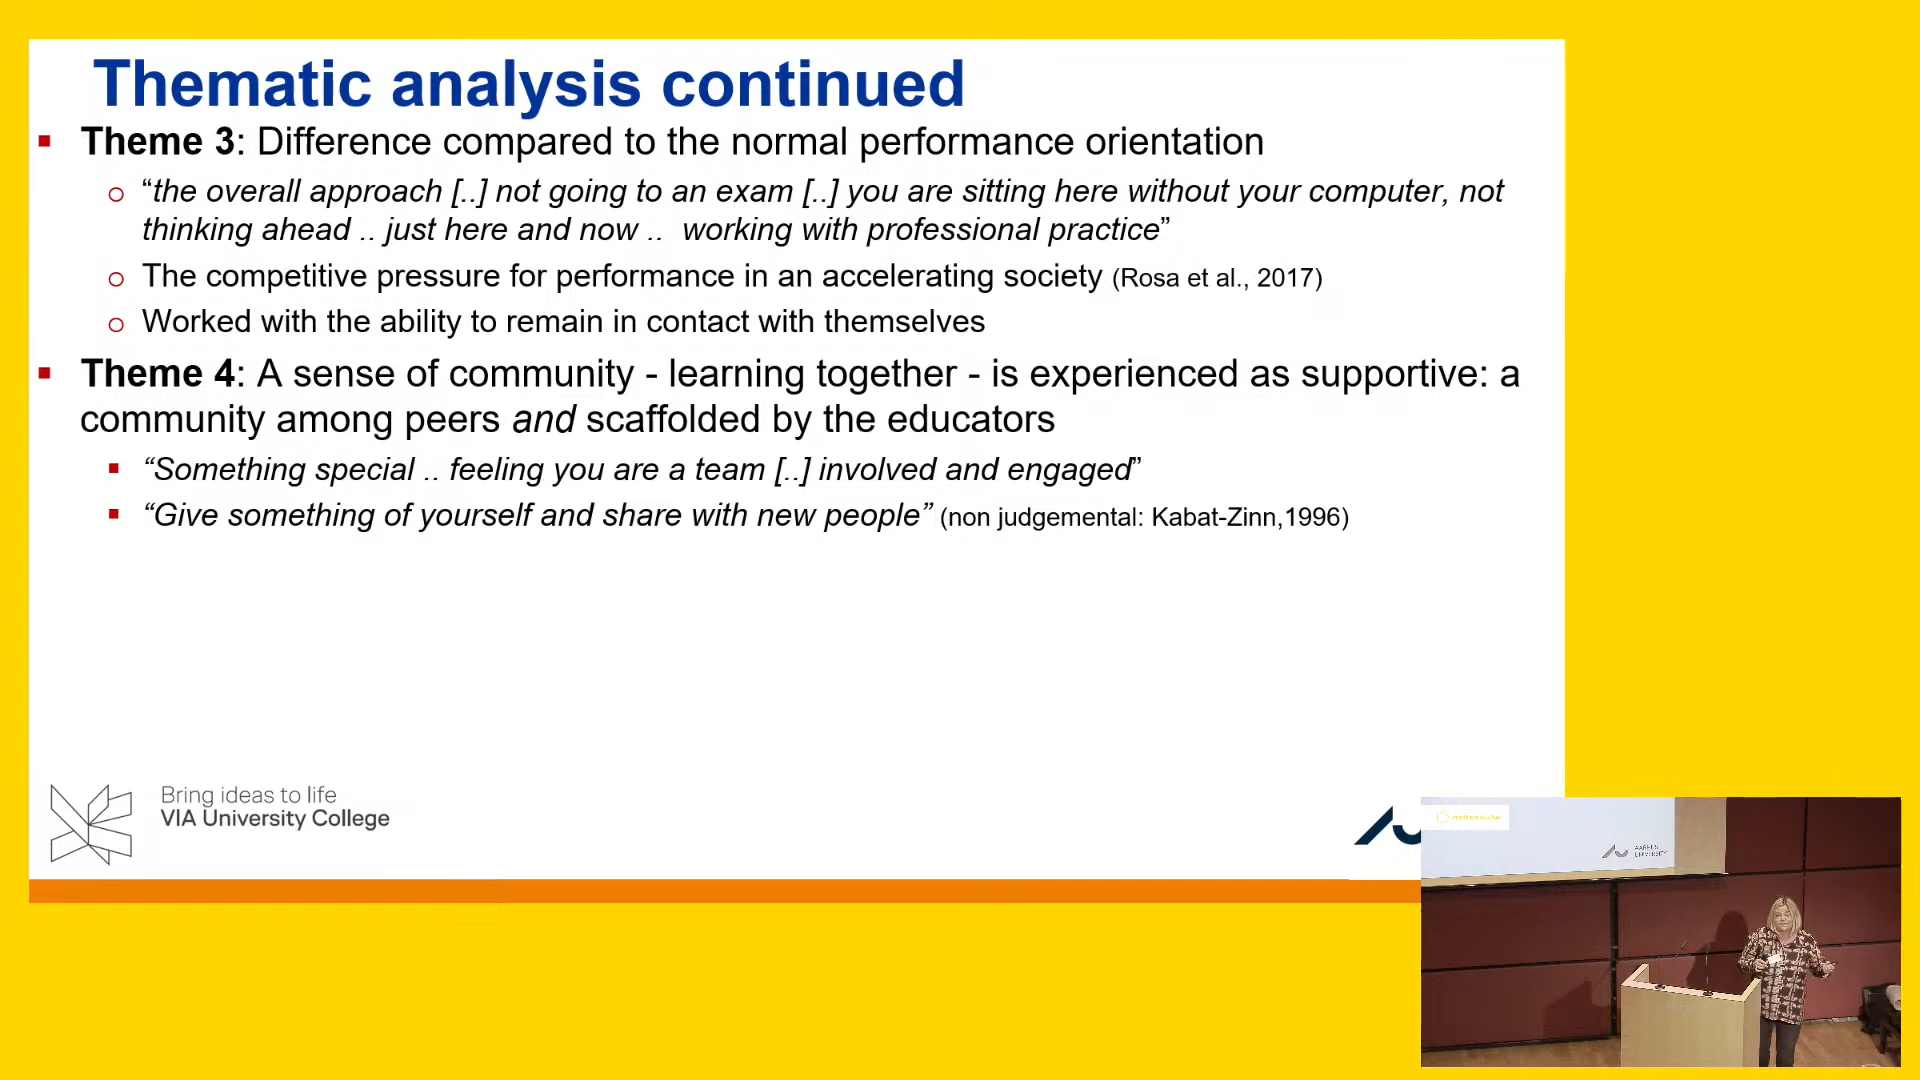 Thematic analysis continued
▪ Theme 3: Difference compared to the normal performance orientation
o “the overall approach [..] not going to an exam [..] you are sitting here without your computer, not
thinking ahead .. just here and now .. working with professional practice”
o The competitive pressure for performance in an accelerating society (Rosa et al., 2017)
o Worked with the ability to remain in contact with themselves
▪ Theme 4: A sense of community - learning together - is experienced as supportive: a
community among peers and scaffolded by the educators
▪ “Something special .. feeling you are a team [..] involved and engaged”
▪ “Give something of yourself and share with new people” (non judgemental: Kabat-Zinn,1996)
Bring ideas to life
VIA University College
AARHUS
UNIVERSITY